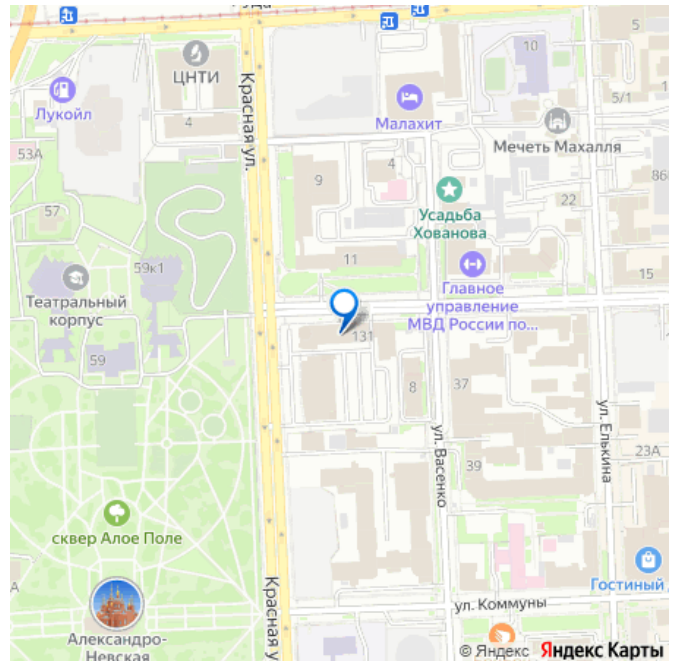 ЦНТИ
Лукойл
4
53А
57
59к1
Театральный
корпус
59
сквер Алое Поле
Александро-
Невская
Красная ул.
9
11
4
10
5
5/1
Малахит
Мечеть Махалля
22
Усадьба
Хованова
Главное
управление
МВД России по...
15
131
8
37
39
ул. Васенко
ул. Елькина
23А
Гостиный
ул. Коммуны
Красная у
© Яндекс Яндекс Карты